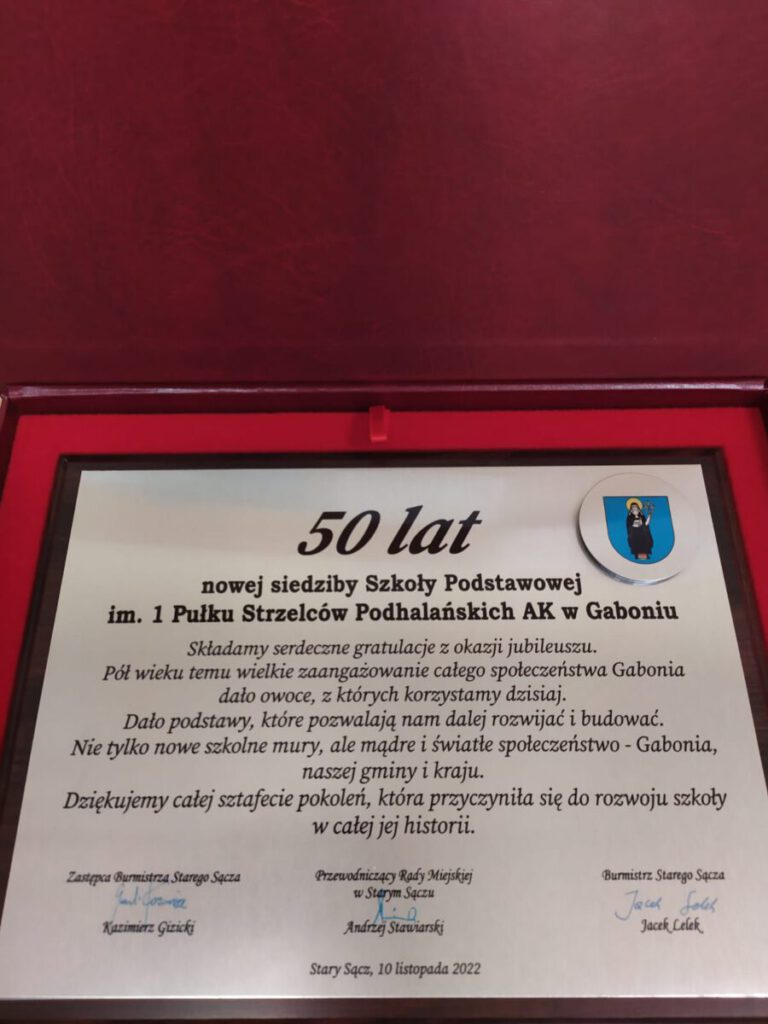 50 lat
nowej siedziby Szkoły Podstawowej
im. 1 Pułku Strzelców Podhalańskich AK w Gaboniu
Składamy serdeczne gratulacje z okazji jubileuszu.
Pół wieku temu wielkie zaangażowanie całego społeczeństwa Gabonia
dało owoce, z których korzystamy dzisiaj.
Dało podstawy, które pozwalają nam dalej rozwijać i budować.
Nie tylko nowe szkolne mury, ale mądre i światłe społeczeństwo - Gabonia,
naszej gminy i kraju.
Dziękujemy całej sztafecie pokoleń, która przyczyniła się do rozwoju szkoły
w całej jej historii.
Zastępca Burmistrza Starego Sącza
Kazimierz Gizicki
Przewodniczący Rady Miejskiej
w Starym Sączu
Andrzej Stawiarski
Burmistrz Starego Sącza
Jacek Lelek
Jacek Lelek
Stary Sącz, 10 listopada 2022